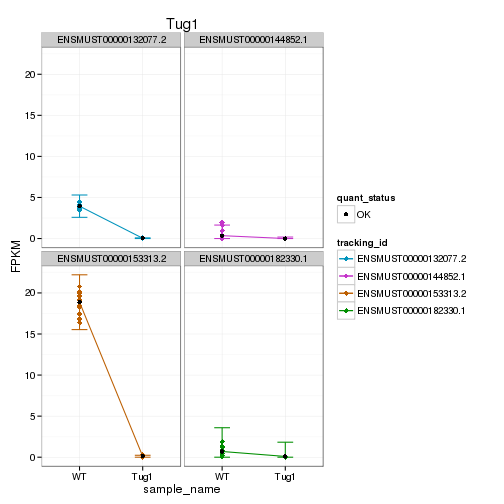 Tug1
ENSMUST00000132077.2 ENSMUST00000144852.1
20
15
10
5
0
FPKM
ENSMUST00000153313.2 ENSMUST00000182330.1
20
15
10
5
0
WT Tug1 WT Tug1
sample_name
quant_status
OK
tracking_id
ENSMUST00000132077.2
ENSMUST00000144852.1
ENSMUST00000153313.2
ENSMUST00000182330.1